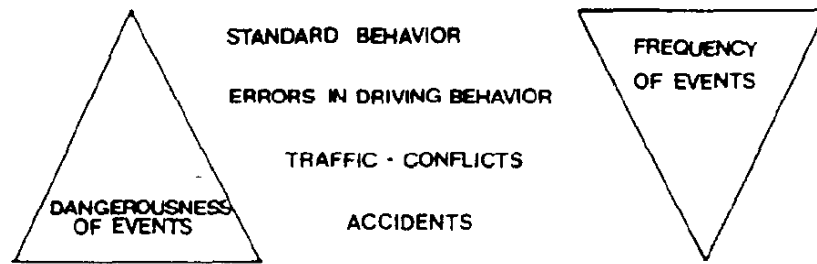 STANDARD BEHAVIOR
ERRORS IN DRIVING BEHAVIOR
TRAFFIC - CONFLICTS
ACCIDENTS
DANGEROUSNESS
OF EVENTS
FREQUENCY
OF EVENTS